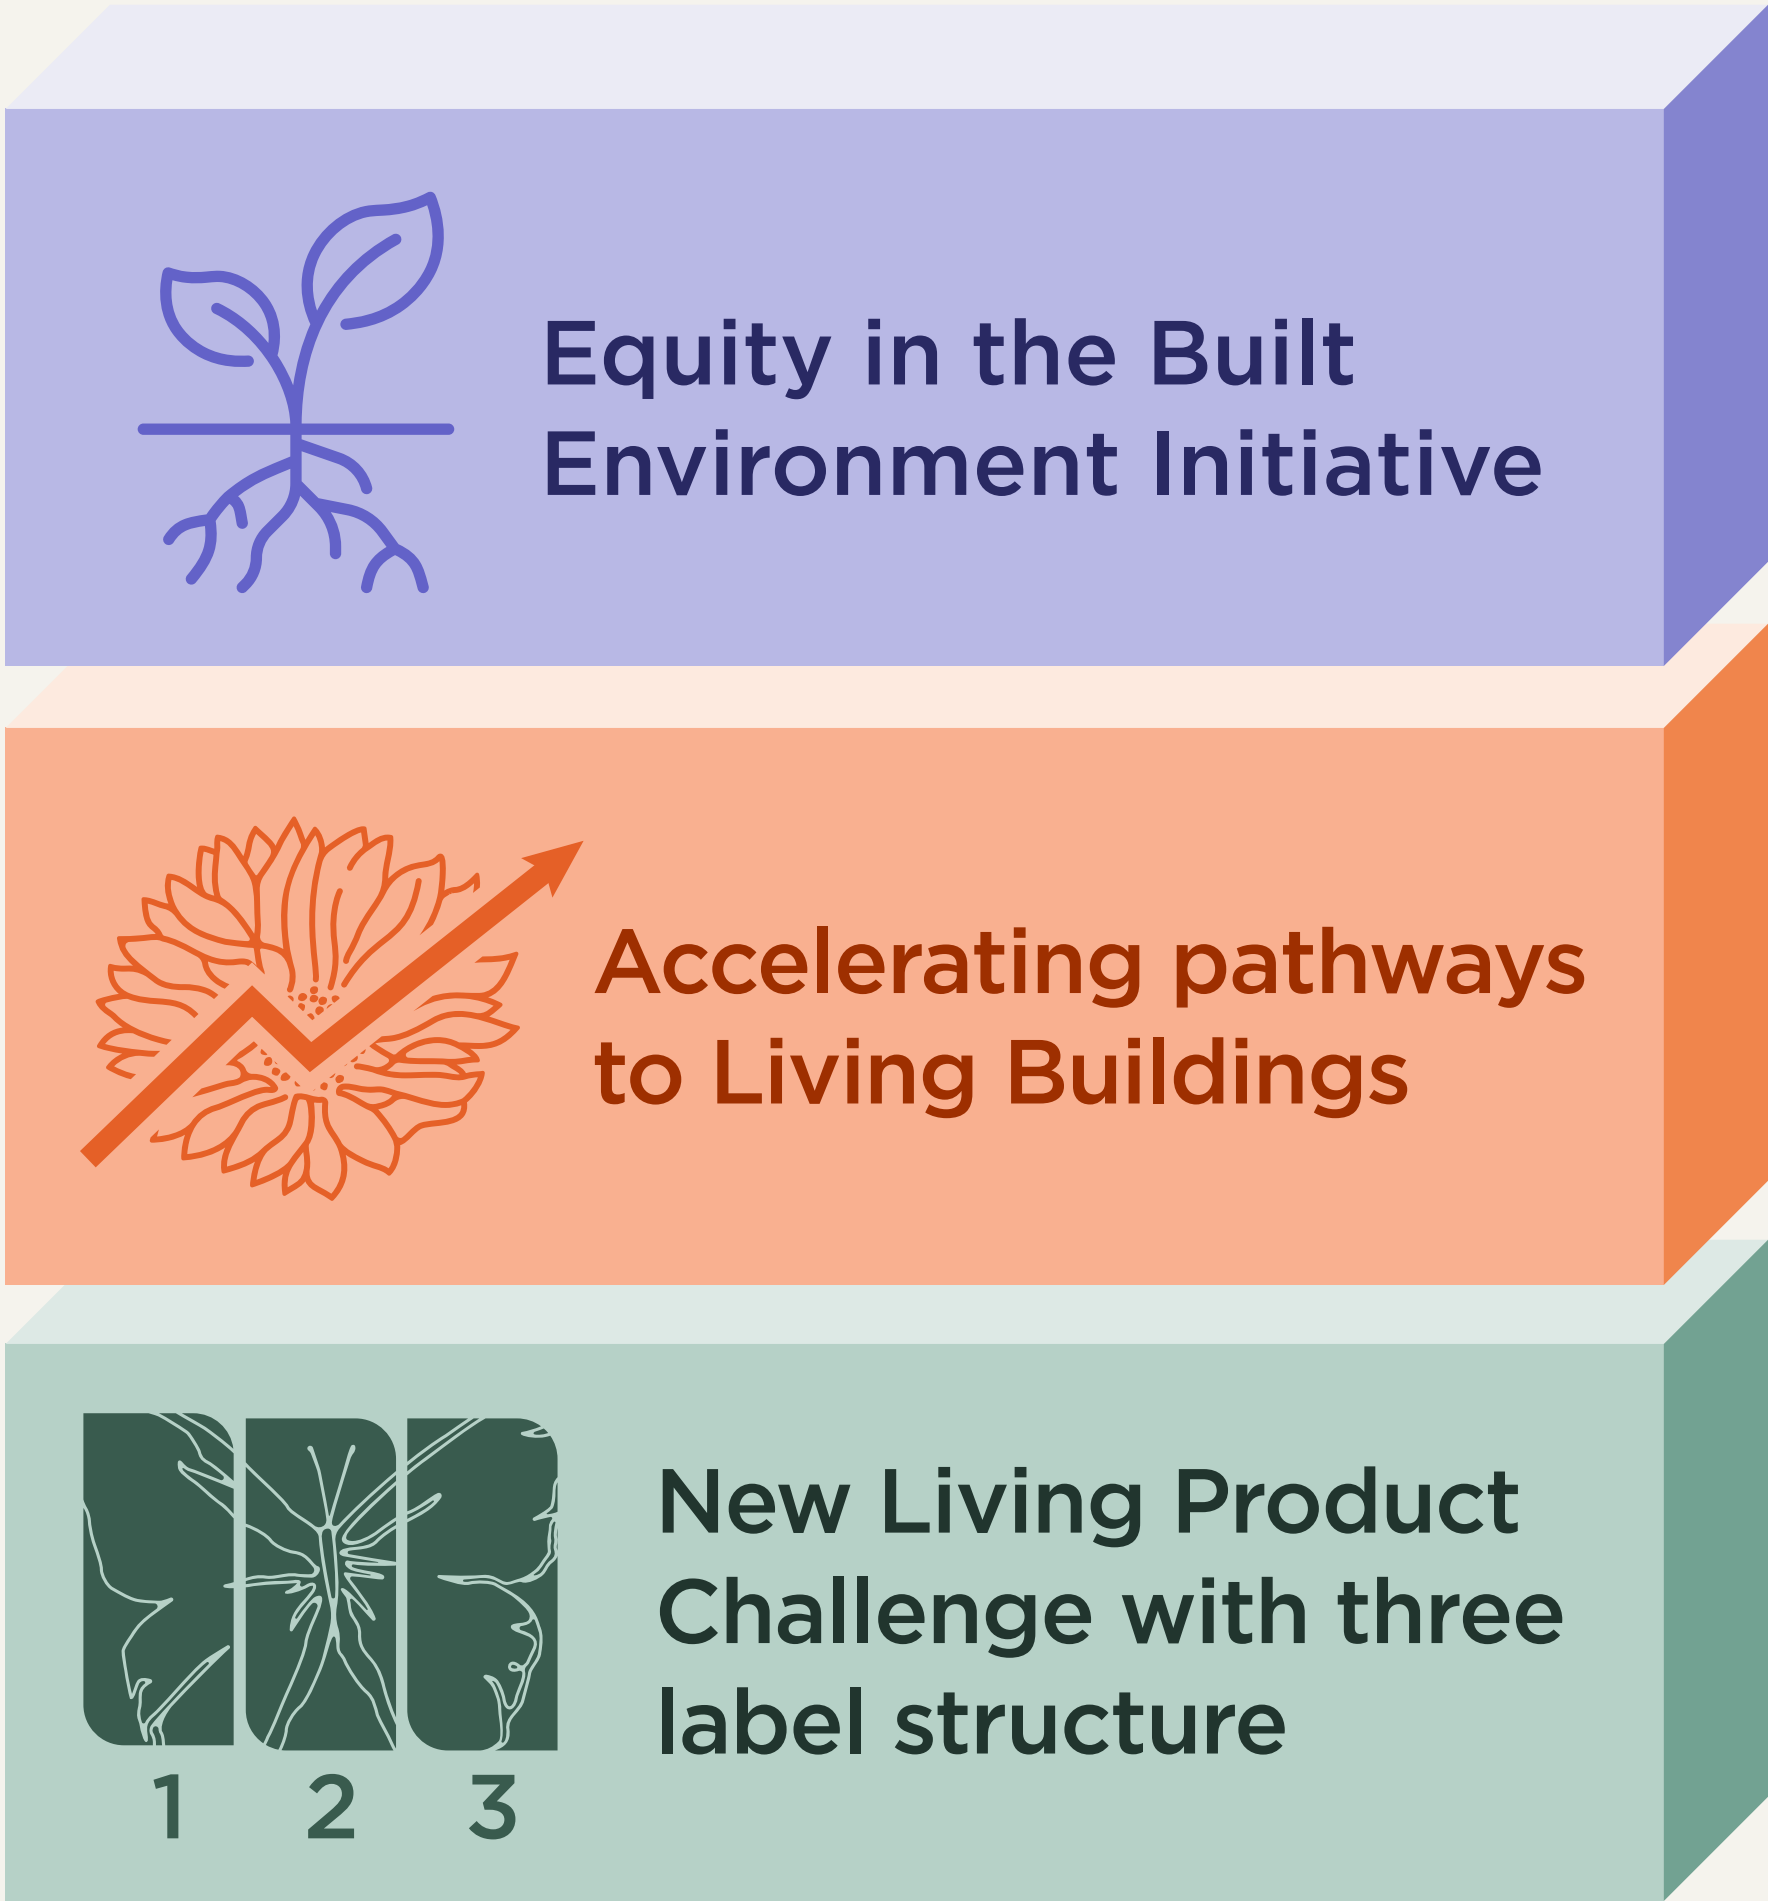 Equity in the Built
Environment Initiative
Accelerating pathways
to Living Buildings
New Living Product
Challenge with three
label structure
1 2 3